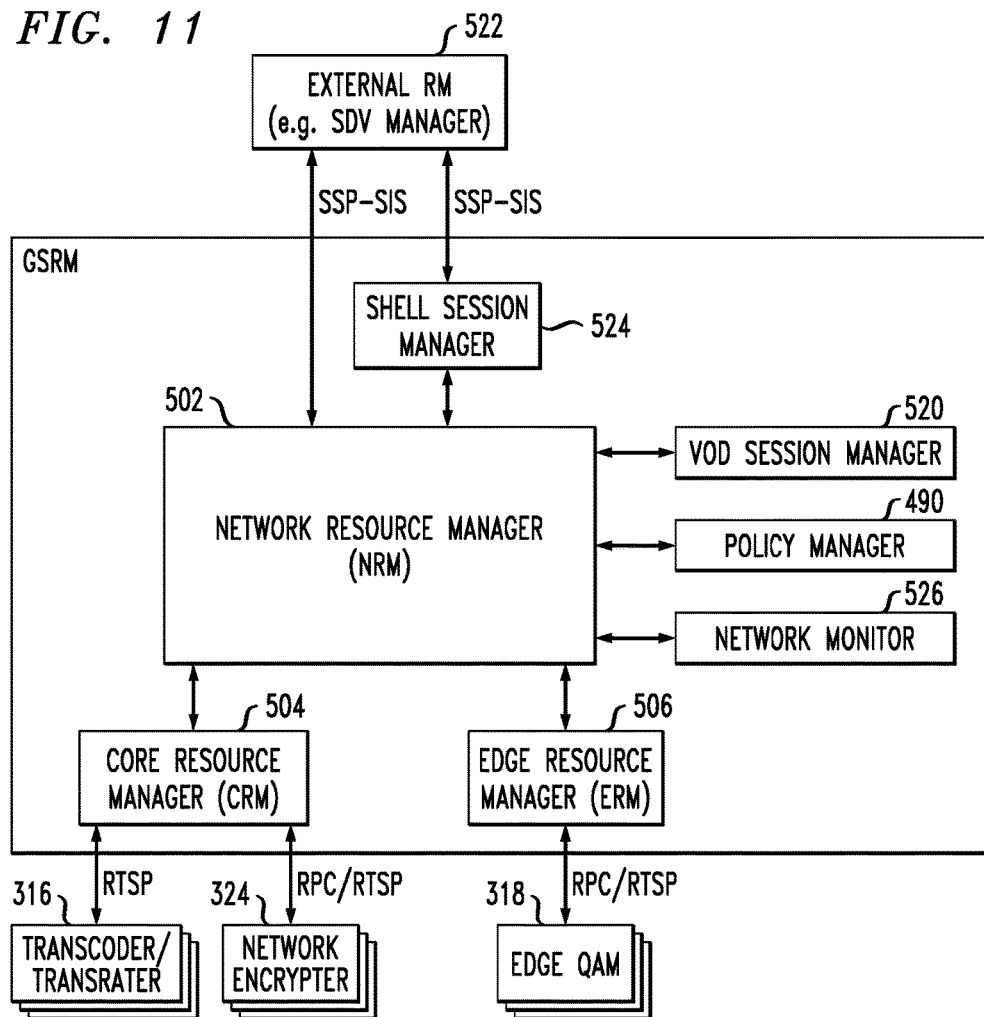 FIG. 11
522
EXTERNAL RM
(e.g. SDV MANAGER)
SSP-SIS
SSP-SIS
GSRM
SHELL SESSION
MANAGER
524
502
NETWORK RESOURCE MANAGER
(NRM)
520
VOD SESSION MANAGER
490
POLICY MANAGER
526
NETWORK MONITOR
504
CORE RESOURCE
MANAGER (CRM)
506
EDGE RESOURCE
MANAGER (ERM)
316
RTSP
324
RPC/RTSP
318
RPC/RTSP
TRANSCODER/
TRANSRATER
NETWORK
ENCRYPTER
EDGE QAM